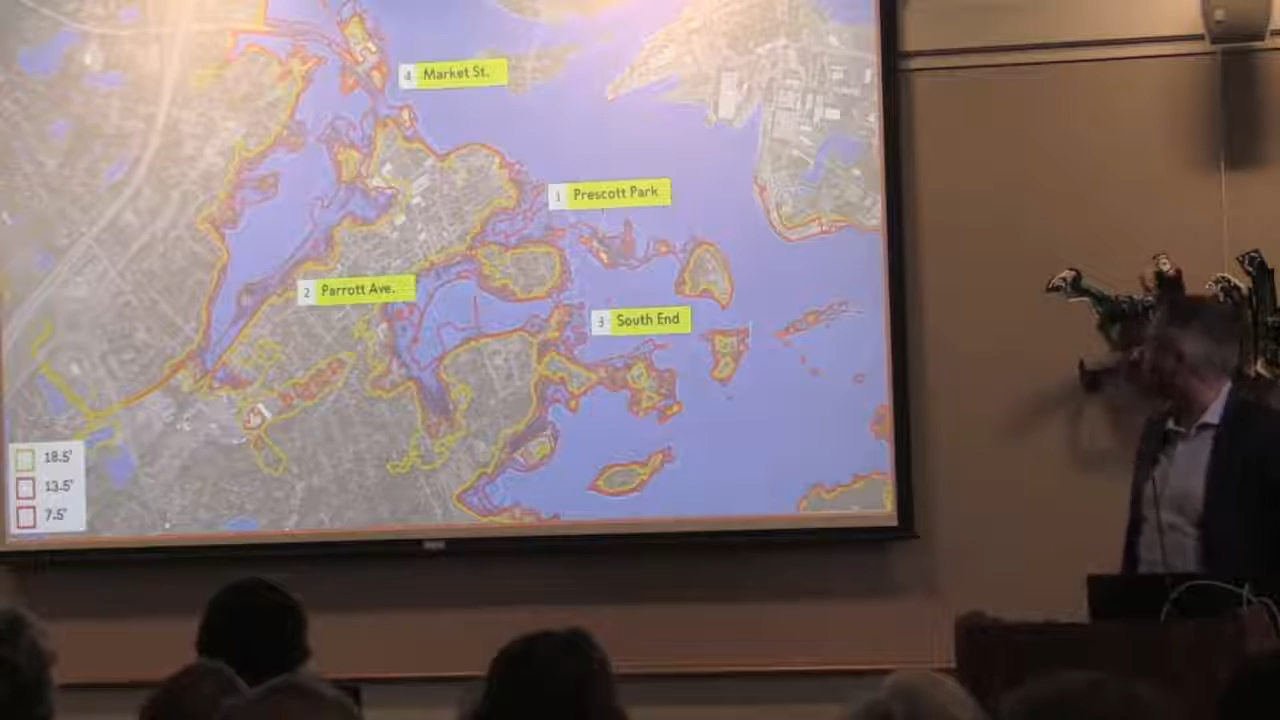 4 Market St.
1 Prescott Park
2 Parrott Ave.
3 South End
18.5'
13.5'
7.5'